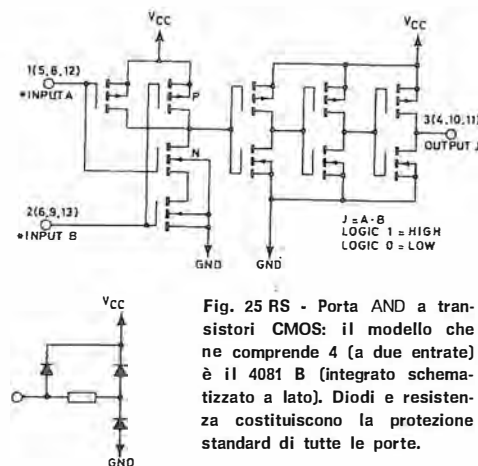 VCC
VCC
1(5,8,12)
*INPUT A
P
3(4,10,11)
OUTPUT J
N
2(6,9,13)
*INPUT B
J = A·B
LOGIC 1 = HIGH
LOGIC 0 = LOW
GND
GND
VCC
Fig. 25 RS - Porta AND a tran-
sistori CMOS: il modello che
ne comprende 4 (a due entrate)
è il 4081 B (integrato schema-
tizzato a lato). Diodi e resisten-
za costituiscono la protezione
standard di tutte le porte.
GND